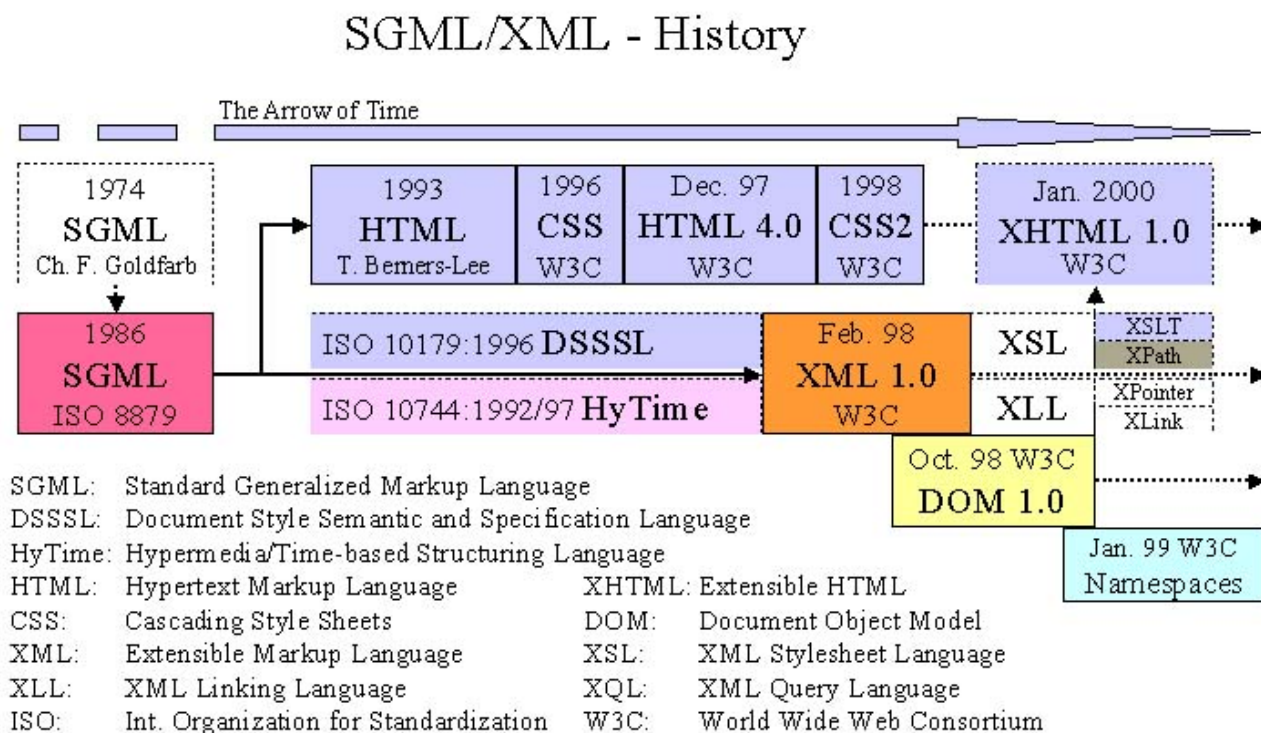 SGML/XML - History
The Arrow of Time
1974
SGML
Ch. F. Goldfarb
1993
HTML
T. Berners-Lee
1996
CSS
W3C
Dec. 97
HTML 4.0
W3C
1998
CSS2
W3C
Jan. 2000
XHTML 1.0
W3C
1986
SGML
ISO 8879
ISO 10179:1996 DSSSL
ISO 10744:1992/97 HyTime
Feb. 98
XML 1.0
W3C
XSL
XLL
XSLT
XPath
XPointer
XLink
Oct. 98 W3C
DOM 1.0
Jan. 99 W3C
Namespaces
SGML: Standard Generalized Markup Language
DSSSL: Document Style Semantic and Specification Language
HyTime: Hypermedia/Time-based Structuring Language
HTML: Hypertext Markup Language XHTML: Extensible HTML
CSS: Cascading Style Sheets DOM: Document Object Model
XML: Extensible Markup Language XSL: XML Stylesheet Language
XLL: XML Linking Language XQL: XML Query Language
ISO: Int. Organization for Standardization W3C: World Wide Web Consortium